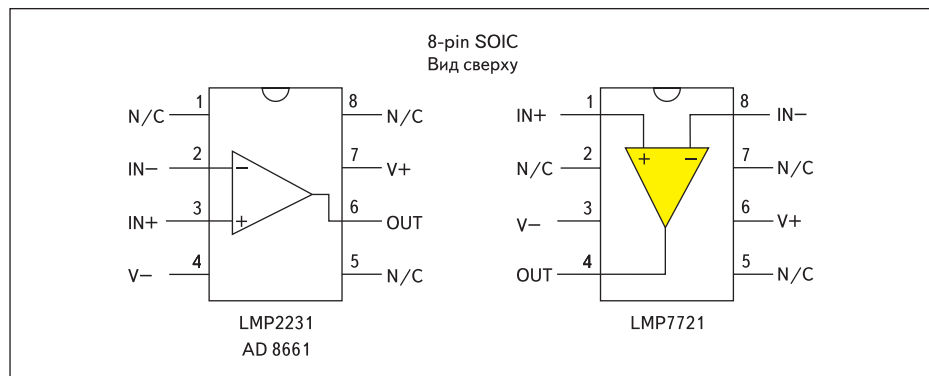 8-pin SOIC
Вид сверху
1 8
N/C N/C
2 7
IN− − V+
3 6
IN+ + OUT
4 5
V− N/C
LMP2231
AD 8661
1 8
IN+ IN−
+ −
2 7
N/C N/C
3 6
V− V+
4 5
OUT N/C
LMP7721